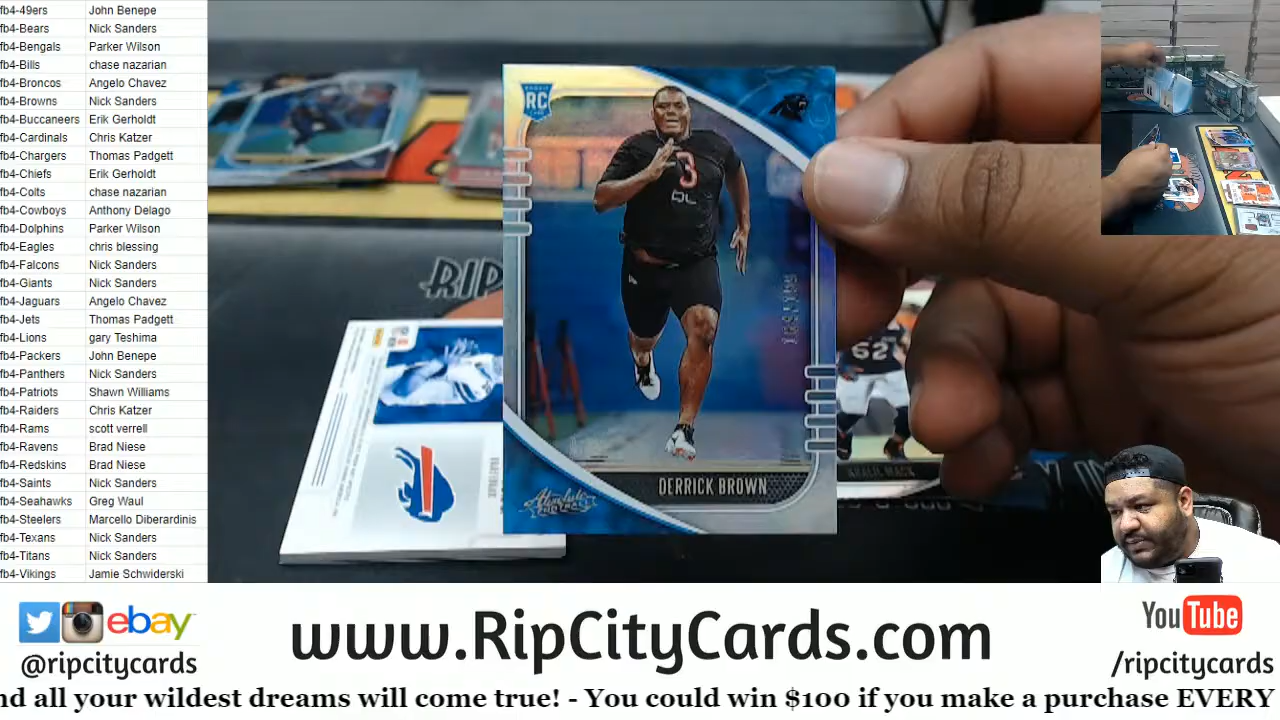 fb4-49ers John Benepe
fb4-Bears Nick Sanders
fb4-Bengals Parker Wilson
fb4-Bills chase nazarian
fb4-Broncos Angelo Chavez
fb4-Browns Nick Sanders
fb4-Buccaneers Erik Gerholdt
fb4-Cardinals Chris Katzer
fb4-Chargers Thomas Padgett
fb4-Chiefs Erik Gerholdt
fb4-Colts chase nazarian
fb4-Cowboys Anthony Delago
fb4-Dolphins Parker Wilson
fb4-Eagles chris blessing
fb4-Falcons Nick Sanders
fb4-Giants Nick Sanders
fb4-Jaguars Angelo Chavez
fb4-Jets Thomas Padgett
fb4-Lions gary Teshima
fb4-Packers John Benepe
fb4-Panthers Nick Sanders
fb4-Patriots Shawn Williams
fb4-Raiders Chris Katzer
fb4-Rams scott verrell
fb4-Ravens Brad Niese
fb4-Redskins Brad Niese
fb4-Saints Nick Sanders
fb4-Seahawks Greg Waul
fb4-Steelers Marcello Diberardinis
fb4-Texans Nick Sanders
fb4-Titans Nick Sanders
fb4-Vikings Jamie Schwiderski
RC
3
DL
DERRICK BROWN
Absolute
FOOTBALL
RIP
62
KHALIL MACK
ebay
@ripcitycards
www.RipCityCards.com
YouTube
/ripcitycards
nd all your wildest dreams will come true! - You could win $100 if you make a purchase EVERY